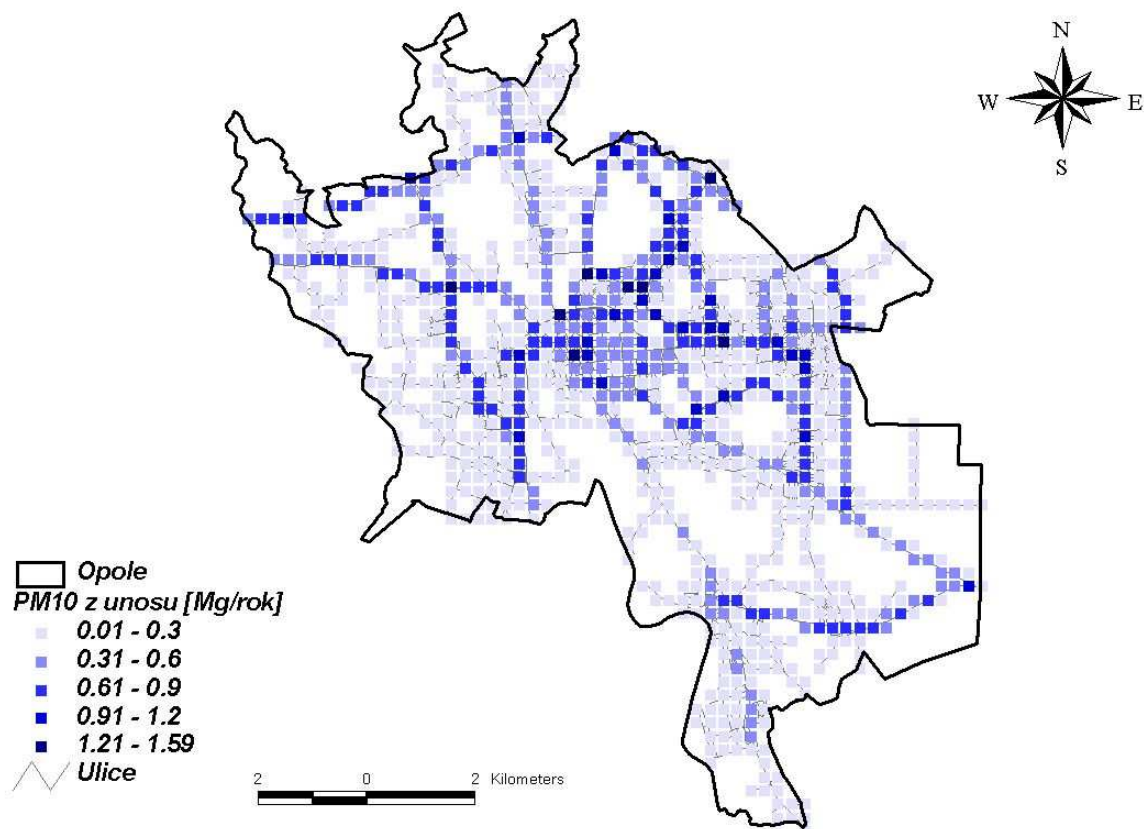 N
W E
S
Opole
PM10 z unosu [Mg/rok]
0.01 - 0.3
0.31 - 0.6
0.61 - 0.9
0.91 - 1.2
1.21 - 1.59
Ulice
2 0 2 Kilometers